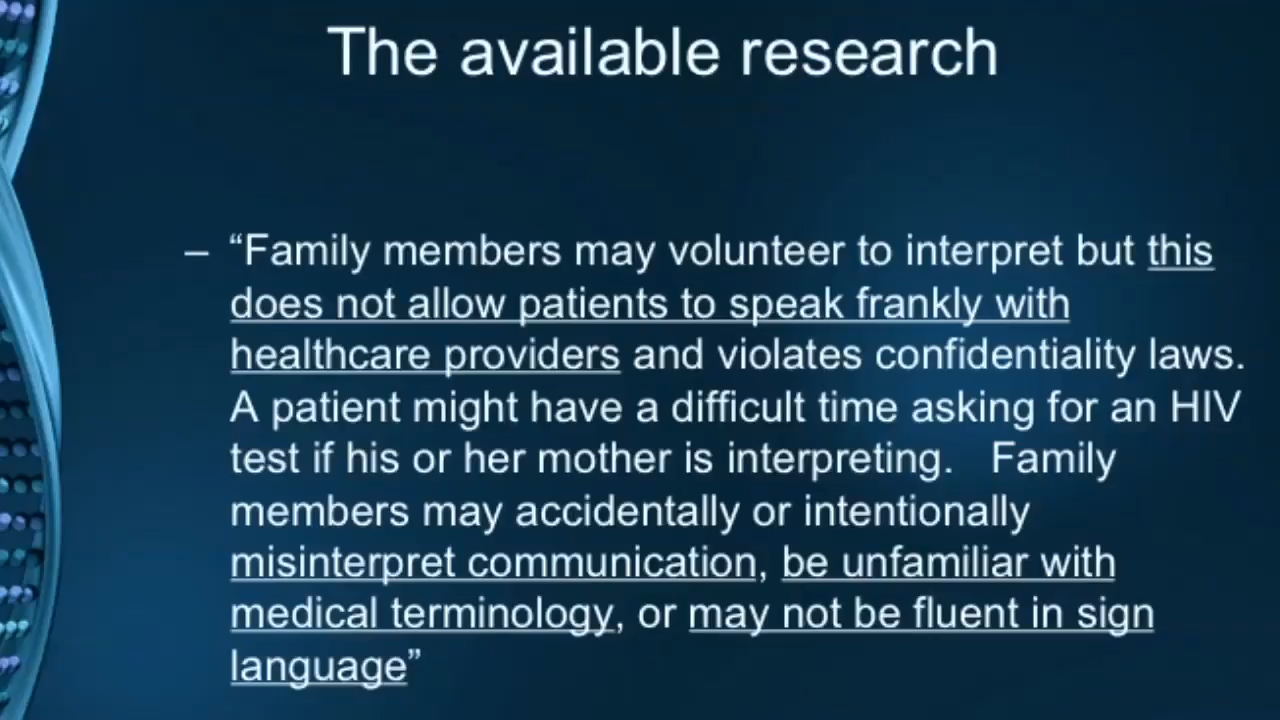 The available research
– “Family members may volunteer to interpret but this
does not allow patients to speak frankly with
healthcare providers and violates confidentiality laws.
A patient might have a difficult time asking for an HIV
test if his or her mother is interpreting.   Family
members may accidentally or intentionally
misinterpret communication, be unfamiliar with
medical terminology, or may not be fluent in sign
language”